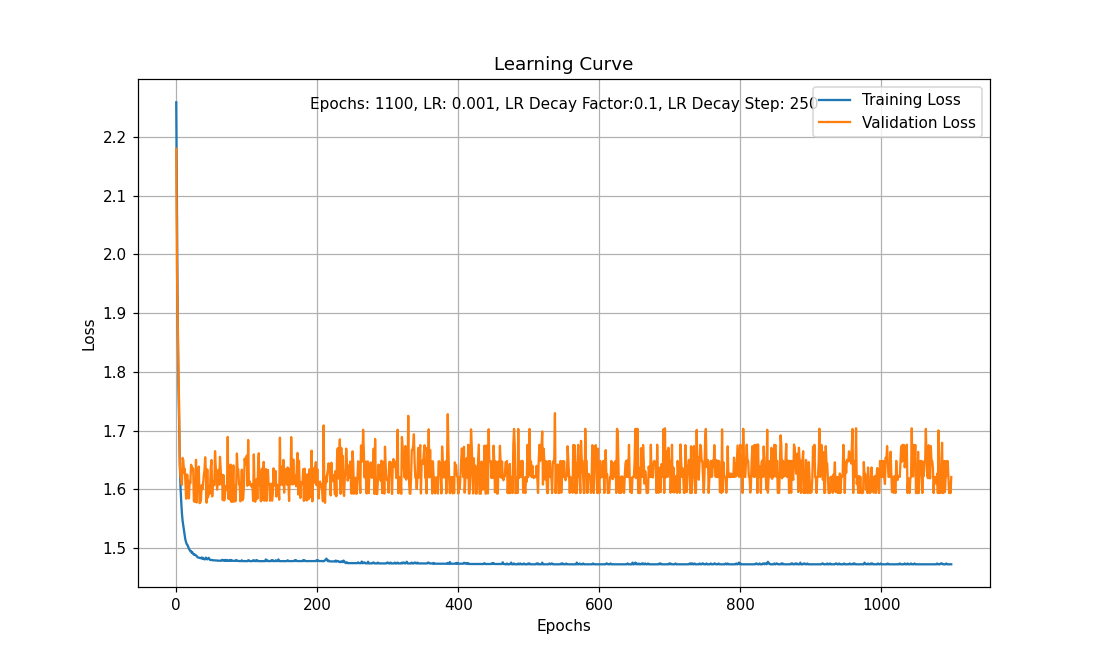 Learning Curve
Epochs: 1100, LR: 0.001, LR Decay Factor:0.1, LR Decay Step: 250
Training Loss
Validation Loss
2.2
2.1
2.0
1.9
1.8
1.7
1.6
1.5
Loss
0 200 400 600 800 1000
Epochs